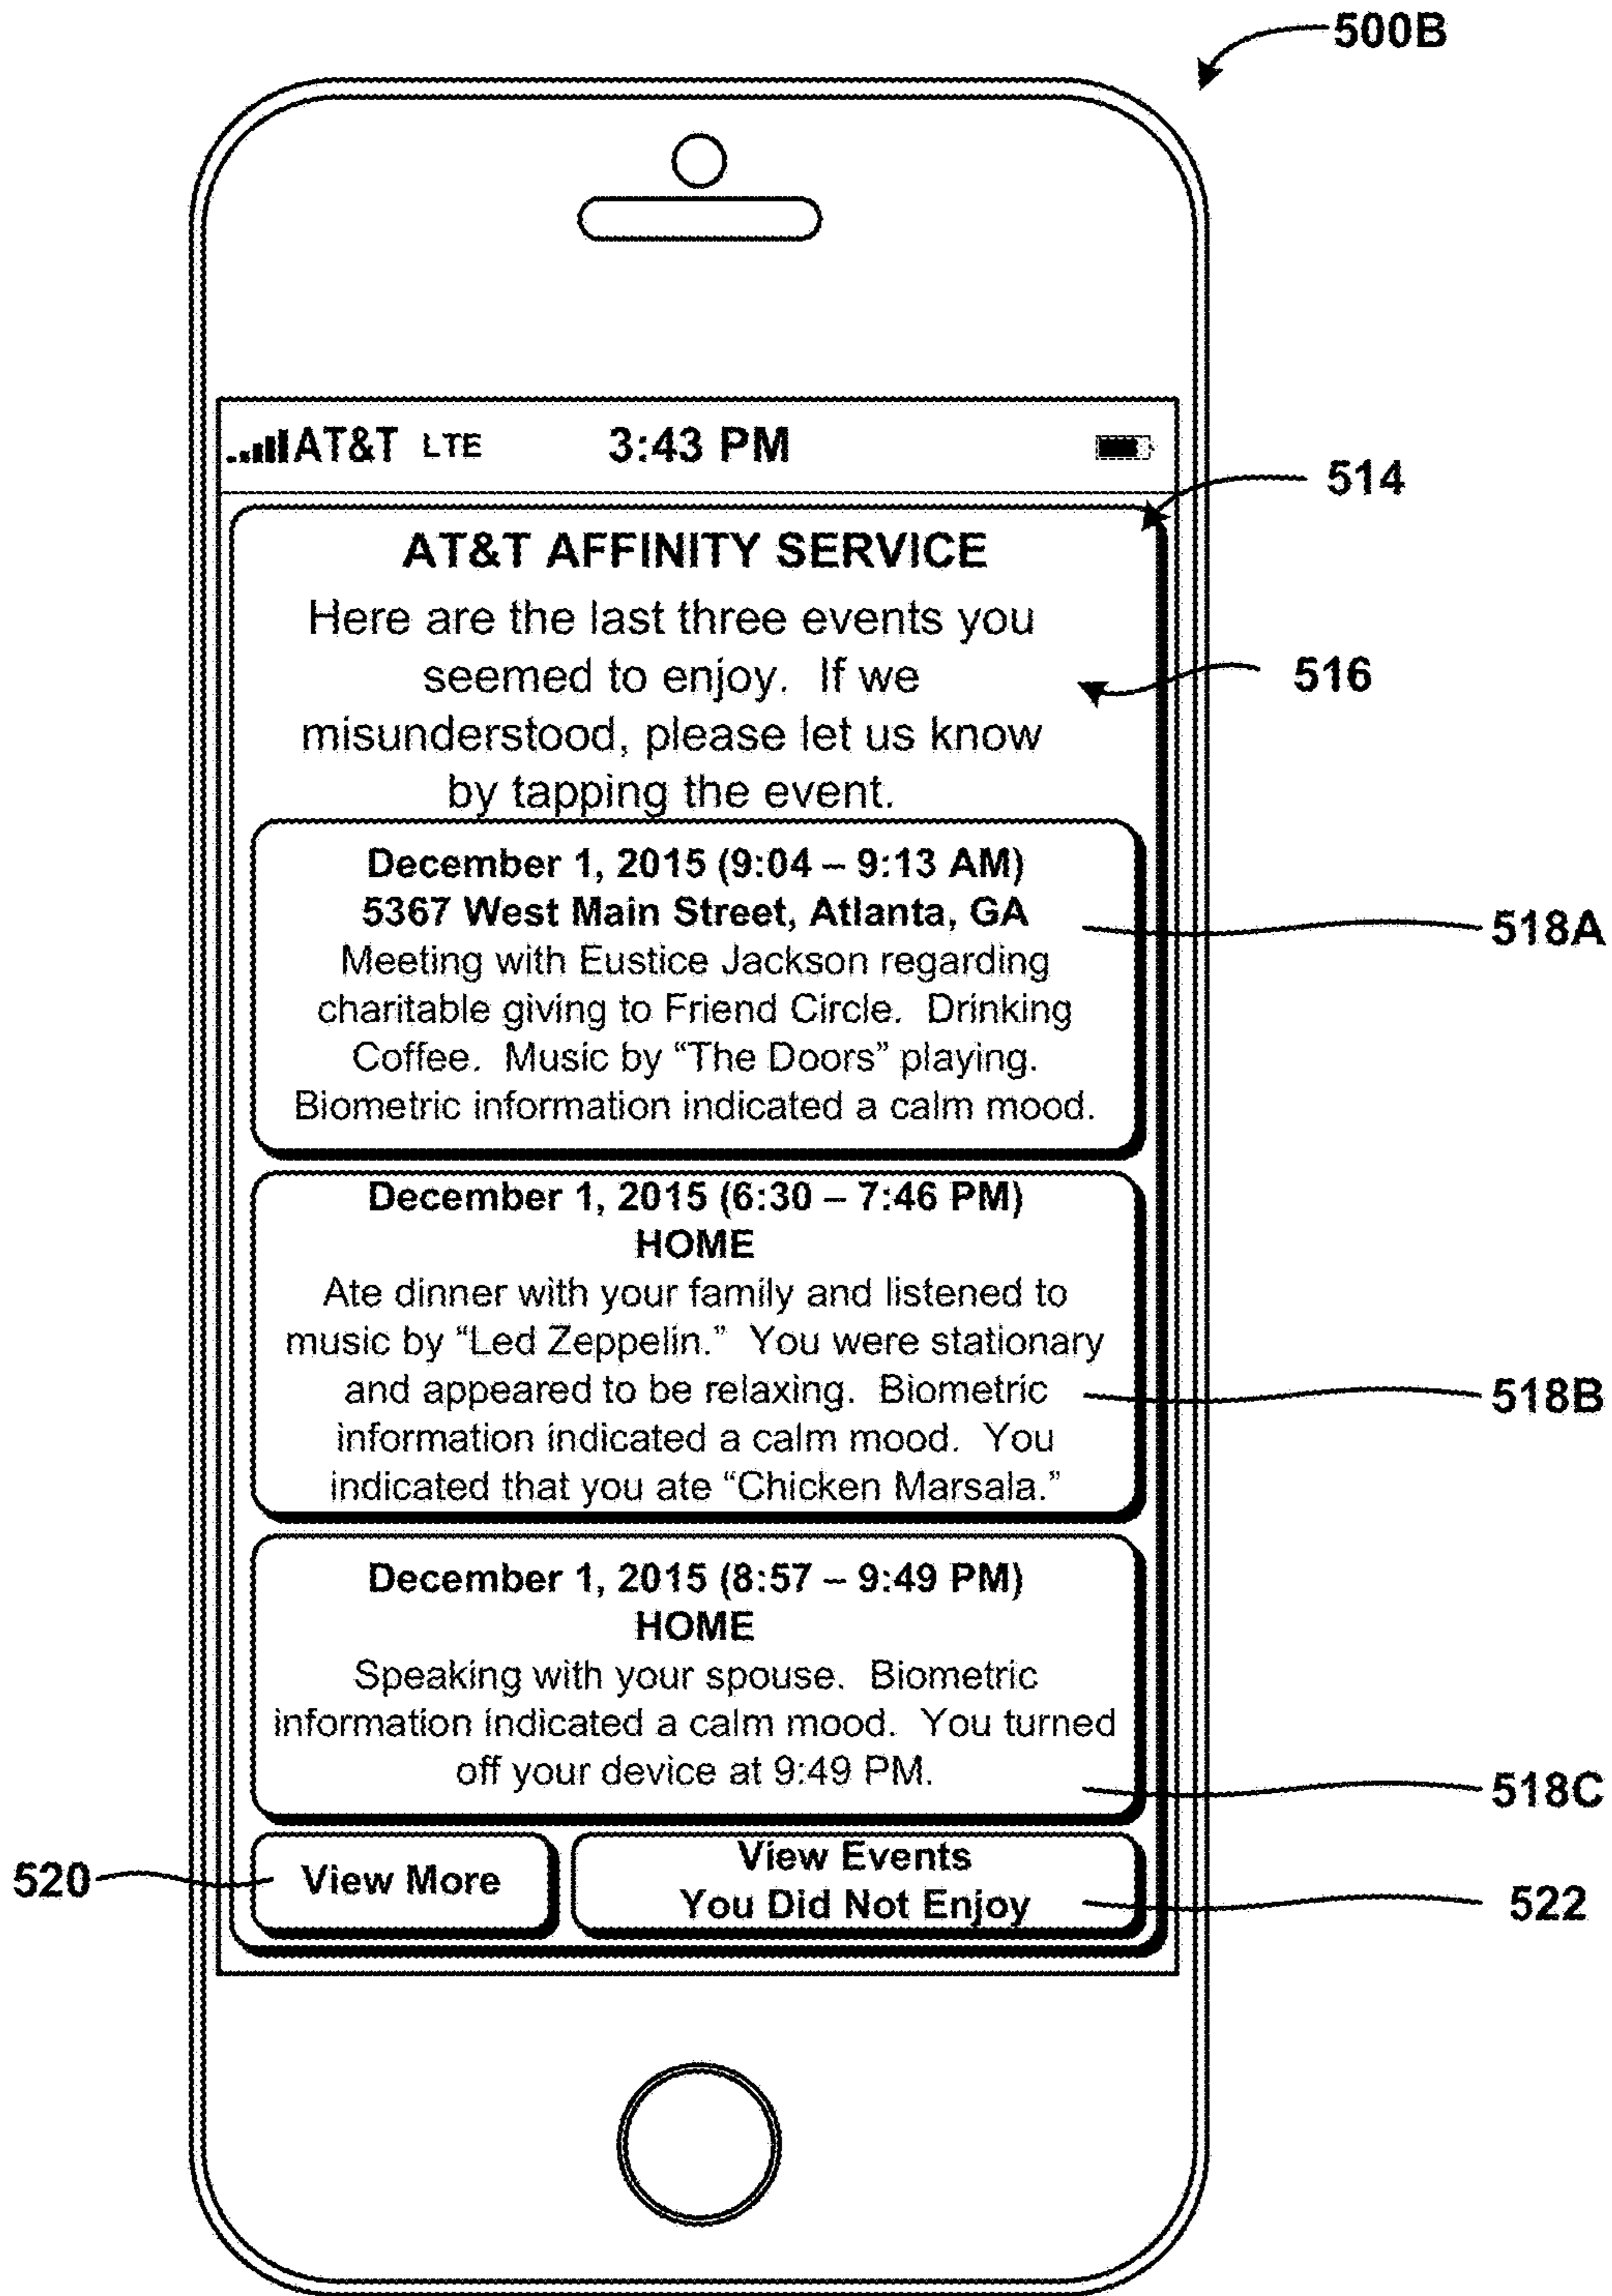 500B
AT&T LTE 3:43 PM
514
AT&T AFFINITY SERVICE
Here are the last three events you
seemed to enjoy. If we
516
misunderstood, please let us know
by tapping the event.
December 1, 2015 (9:04 – 9:13 AM)
5367 West Main Street, Atlanta, GA
518A
Meeting with Eustice Jackson regarding
charitable giving to Friend Circle. Drinking
Coffee. Music by “The Doors” playing.
Biometric information indicated a calm mood.
December 1, 2015 (6:30 – 7:46 PM)
HOME
Ate dinner with your family and listened to
music by “Led Zeppelin.” You were stationary
and appeared to be relaxing. Biometric
518B
information indicated a calm mood. You
indicated that you ate “Chicken Marsala.”
December 1, 2015 (8:57 – 9:49 PM)
HOME
Speaking with your spouse. Biometric
information indicated a calm mood. You turned
off your device at 9:49 PM.
518C
520
View More
View Events
You Did Not Enjoy
522